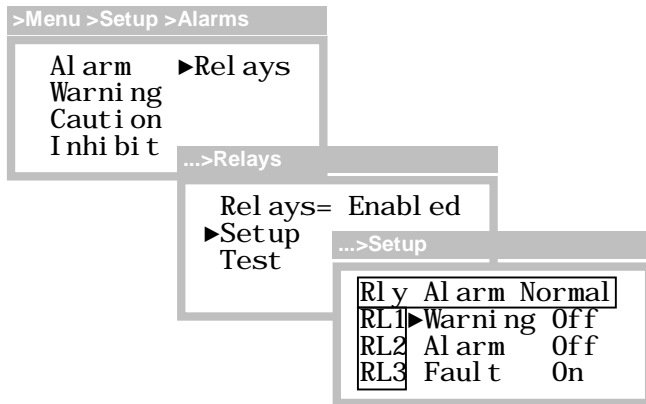 >Menu >Setup >Alarms
Alarm ►Relays
Warning
Caution
Inhibit
...>Relays
Relays= Enabled
►Setup
Test
...>Setup
Rly Alarm Normal
RL1►Warning Off
RL2 Alarm Off
RL3 Fault On